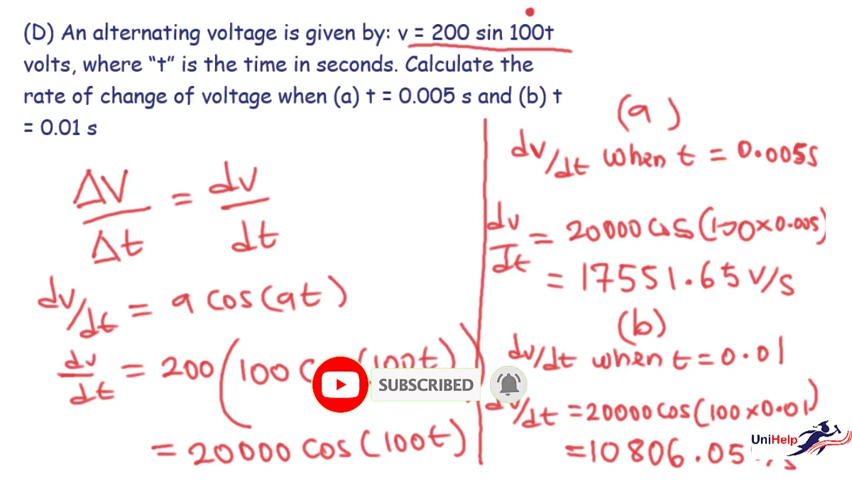 (D) An alternating voltage is given by: v = 200 sin 100t
volts, where “t” is the time in seconds. Calculate the
rate of change of voltage when (a) t = 0.005 s and (b) t
= 0.01 s
ΔV/Δt = dv/dt
dv/dt = a cos(at)
dv/dt = 200 (100 (100t))
= 20000 cos(100t)
(a)
dv/dt when t = 0.005s
dv/dt = 20000 cos(100×0.005)
= 17551.65 V/s
(b)
dv/dt when t = 0.01
dv/dt = 20000 cos(100×0.01)
= 10806.05
SUBSCRIBED
UniHelp